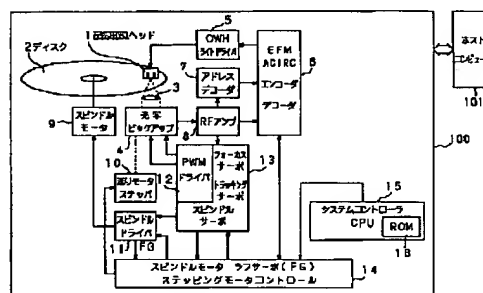 5
1
ヘッド
2ディスク
OWH
ライトドライバ
EFM
ACIRC
エンコーダ
デコーダ
6
7
アドレス
デコーダ
3
スピンドル
モータ
9
光学
ピックアップ
4
RFアンプ
8
10
送りモータ
ステッパ
12
PWM
ドライバ
フォーカス
サーボ
トラッキング
サーボ
スピンドル
サーボ
13
スピンドル
ドライバ
11
FG
15
システムコントローラ
CPU
ROM
18
スピンドルモータ ラフサーボ(FG)
ステッピングモータコントロール
14
ホスト
コンピュータ
101
100